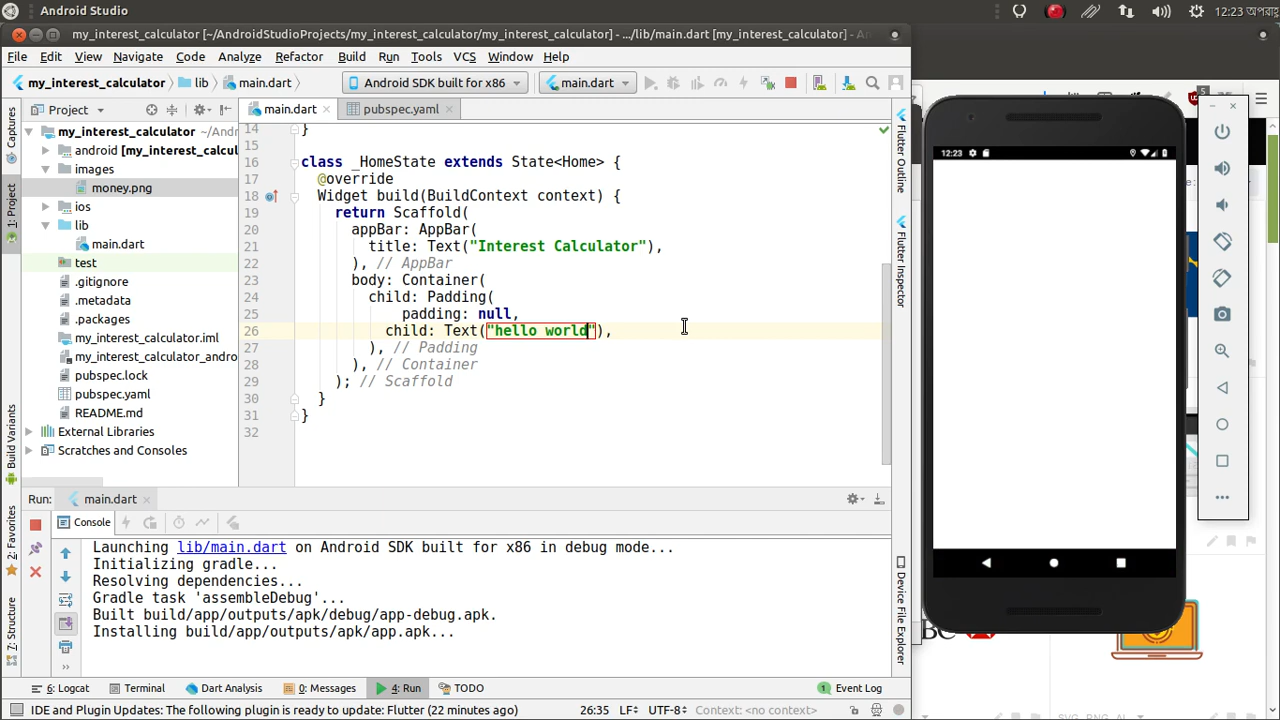 Android Studio
12:23 অপরাহ্ণ
my_interest_calculator [~/AndroidStudioProjects/my_interest_calculator/my_interest_calculator] - .../lib/main.dart [my_interest_calculator] -
File Edit View Navigate Code Analyze Refactor Build Run Tools VCS Window Help
my_interest_calculator lib main.dart Android SDK built for x86 main.dart
Project main.dart pubspec.yaml
my_interest_calculator ~/And
android [my_interest_calcul
images
money.png
ios
lib
main.dart
test
.gitignore
.metadata
.packages
my_interest_calculator.iml
my_interest_calculator_andro
pubspec.lock
pubspec.yaml
README.md
External Libraries
Scratches and Consoles
Captures
1: Project
Build Variants
2: Favorites
7: Structure
14 }
15
16 class _HomeState extends State<Home> {
17 @override
18 Widget build(BuildContext context) {
19 return Scaffold(
20 appBar: AppBar(
21 title: Text("Interest Calculator"),
22 ), // AppBar
23 body: Container(
24 child: Padding(
25 padding: null,
26 child: Text("hello world"),
27 ), // Padding
28 ), // Container
29 ); // Scaffold
30 }
31 }
32
Flutter Outline
Flutter Inspector
Device File Explorer
Run: main.dart
Console
Launching lib/main.dart on Android SDK built for x86 in debug mode...
Initializing gradle...
Resolving dependencies...
Gradle task 'assembleDebug'...
Built build/app/outputs/apk/debug/app-debug.apk.
Installing build/app/outputs/apk/app.apk...
6: Logcat Terminal Dart Analysis 0: Messages 4: Run TODO 1 Event Log
IDE and Plugin Updates: The following plugin is ready to update: Flutter (22 minutes ago) 26:35 LF÷ UTF-8÷ Context: <no context>
12:23
5
BC